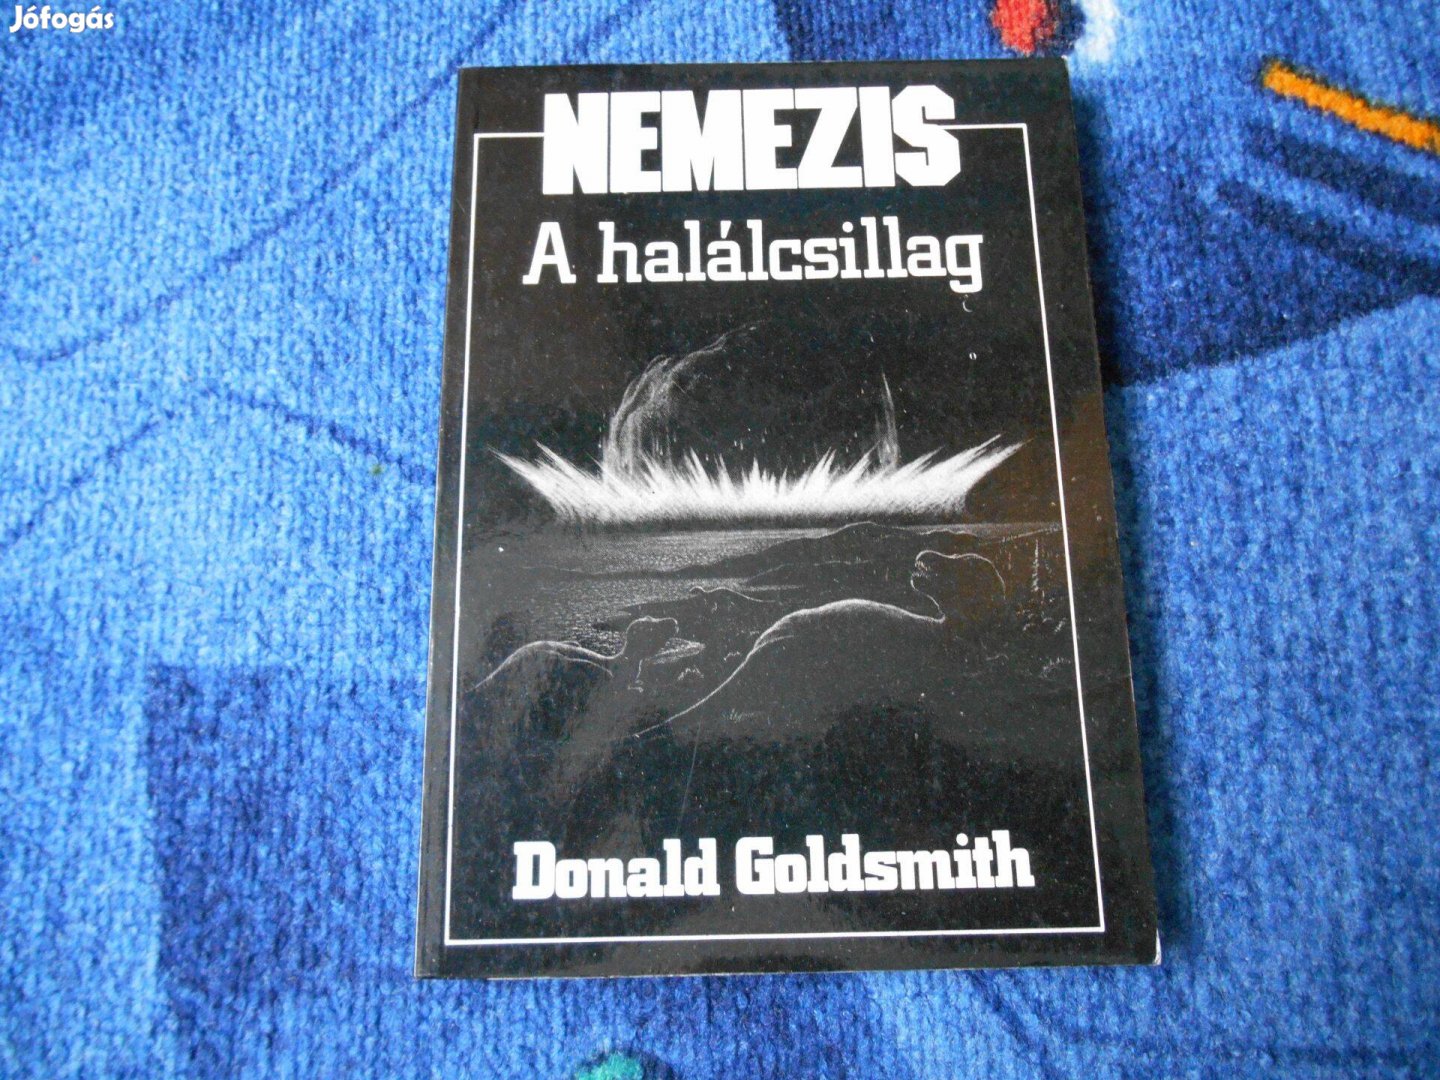 Jófogás
NEMEZIS
A halálcsillag
Donald Goldsmith